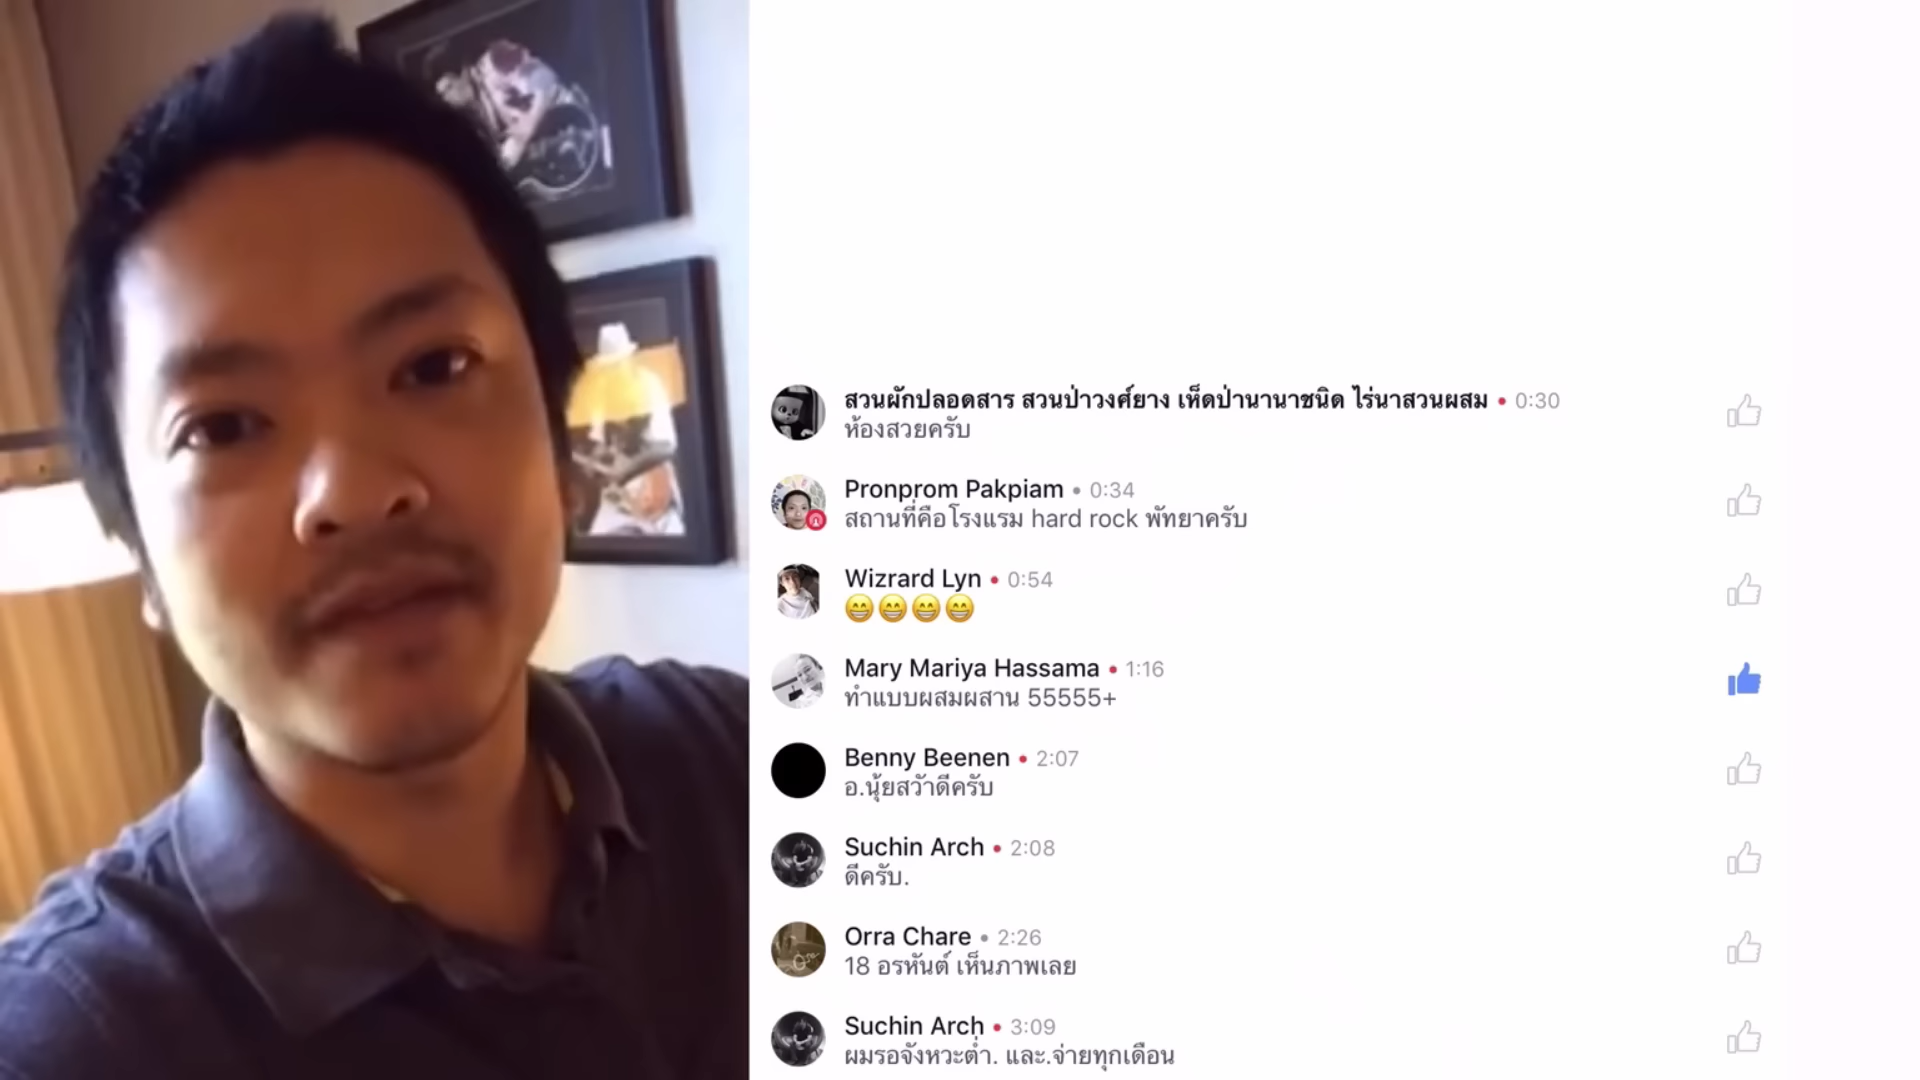 สวนผักปลอดสาร สวนป่าวงศ์ยาง เห็ดป่านานาชนิด ไร่นาสวนผสม • 0:30
ห้องสวยครับ
Pronprom Pakpiam • 0:34
สถานที่คือโรงแรม hard rock พัทยาครับ
Wizrard Lyn • 0:54
😁😁😁😁
Mary Mariya Hassama • 1:16
ทำแบบผสมผสาน 55555+
Benny Beenen • 2:07
อ.นุ้ยสวัาดีครับ
Suchin Arch • 2:08
ดีครับ.
Orra Chare • 2:26
18 อรหันต์ เห็นภาพเลย
Suchin Arch • 3:09
ผมรอจังหวะต่ำ. และ.จ่ายทุกเดือน